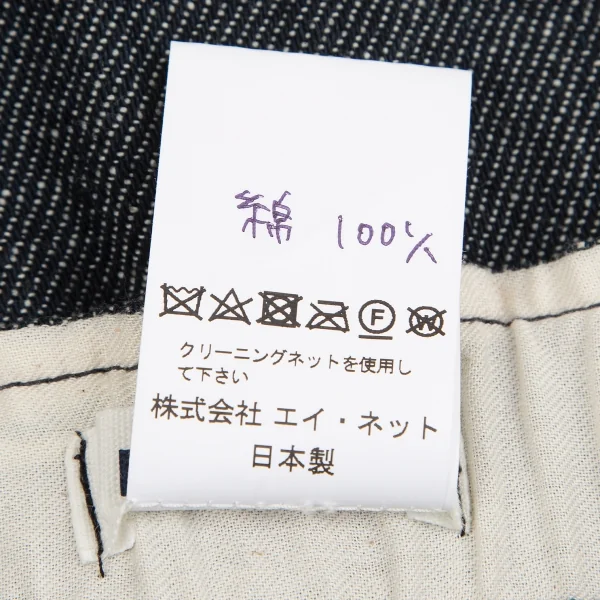 綿 100%
F W
クリーニングネットを使用し
て下さい
株式会社 エイ・ネット
日本製